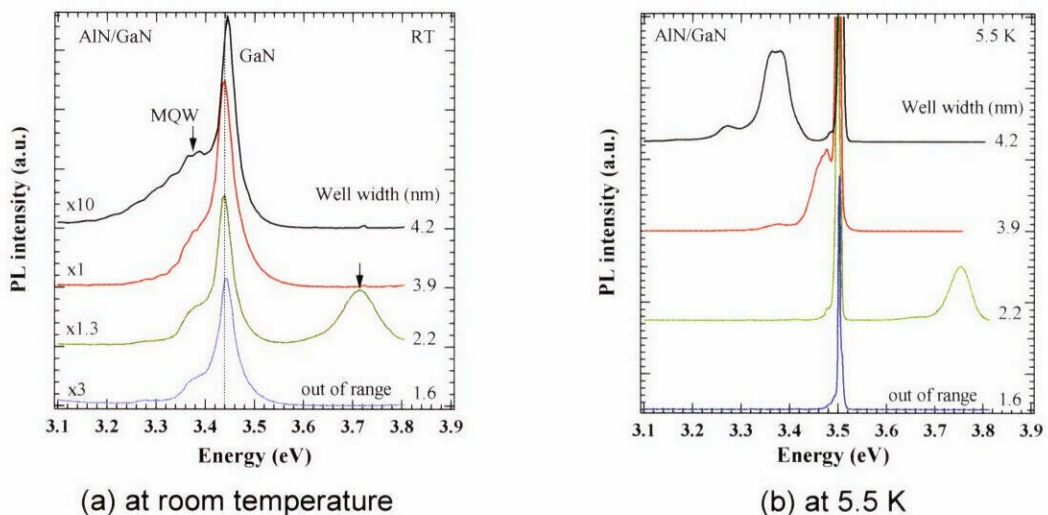 AlN/GaN
RT
GaN
MQW
Well width (nm)
x10
4.2
x1
3.9
x1.3
2.2
x3
out of range
1.6
PL intensity (a.u.)
3.1 3.2 3.3 3.4 3.5 3.6 3.7 3.8 3.9
Energy (eV)
(a) at room temperature
AlN/GaN
5.5 K
Well width (nm)
4.2
3.9
2.2
out of range
1.6
PL intensity (a.u.)
3.1 3.2 3.3 3.4 3.5 3.6 3.7 3.8 3.9
Energy (eV)
(b) at 5.5 K